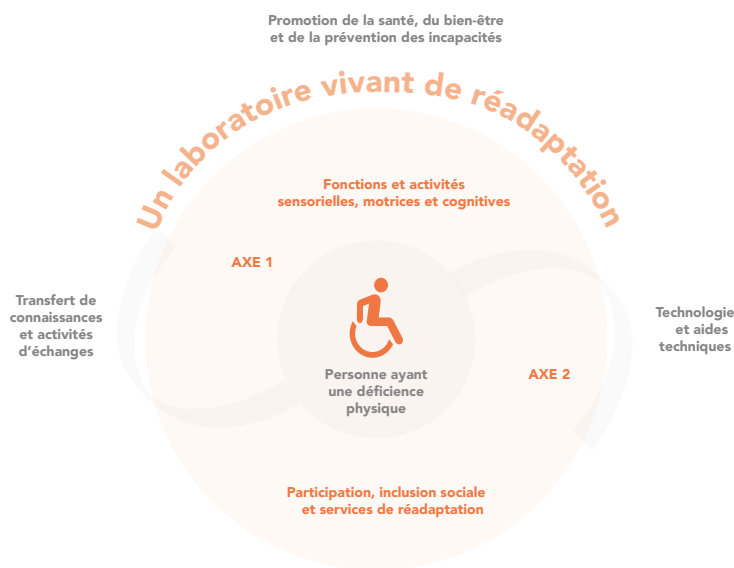 Promotion de la santé, du bien-être
et de la prévention des incapacités
Un laboratoire vivant de réadaptation
Fonctions et activités
sensorielles, motrices et cognitives
AXE 1
Transfert de
connaissances
et activités
d’échanges
Technologie
et aides
techniques
Personne ayant
une déficience
physique
AXE 2
Participation, inclusion sociale
et services de réadaptation